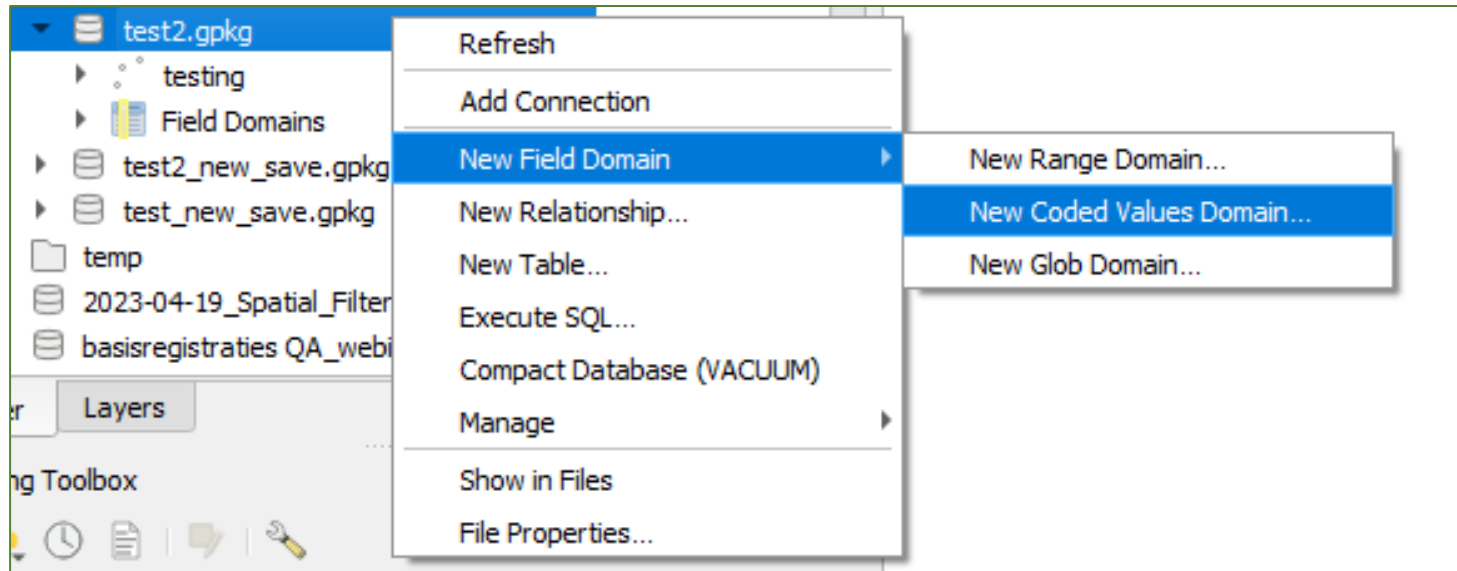 test2.gpkg
testing
Field Domains
test2_new_save.gpkg
test_new_save.gpkg
temp
2023-04-19_Spatial_Filter
basisregistraties QA_webi
Layers
Toolbox
Refresh
Add Connection
New Field Domain
New Relationship...
New Table...
Execute SQL...
Compact Database (VACUUM)
Manage
Show in Files
File Properties...
New Range Domain...
New Coded Values Domain...
New Glob Domain...